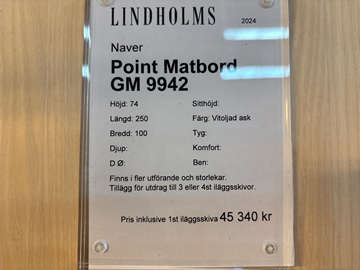 LINDHOLMS 2024
Naver
Point Matbord
GM 9942
Höjd: 74 Sitthöjd:
Längd: 250 Färg: Vitoljad ask
Bredd: 100 Tyg:
Djup: Komfort:
D Ø: Ben:
Finns i fler utförande och storlekar.
Tillägg för utdrag till 3 eller 4st iläggsskivor.
Pris inklusive 1st iläggsskiva 45 340 kr